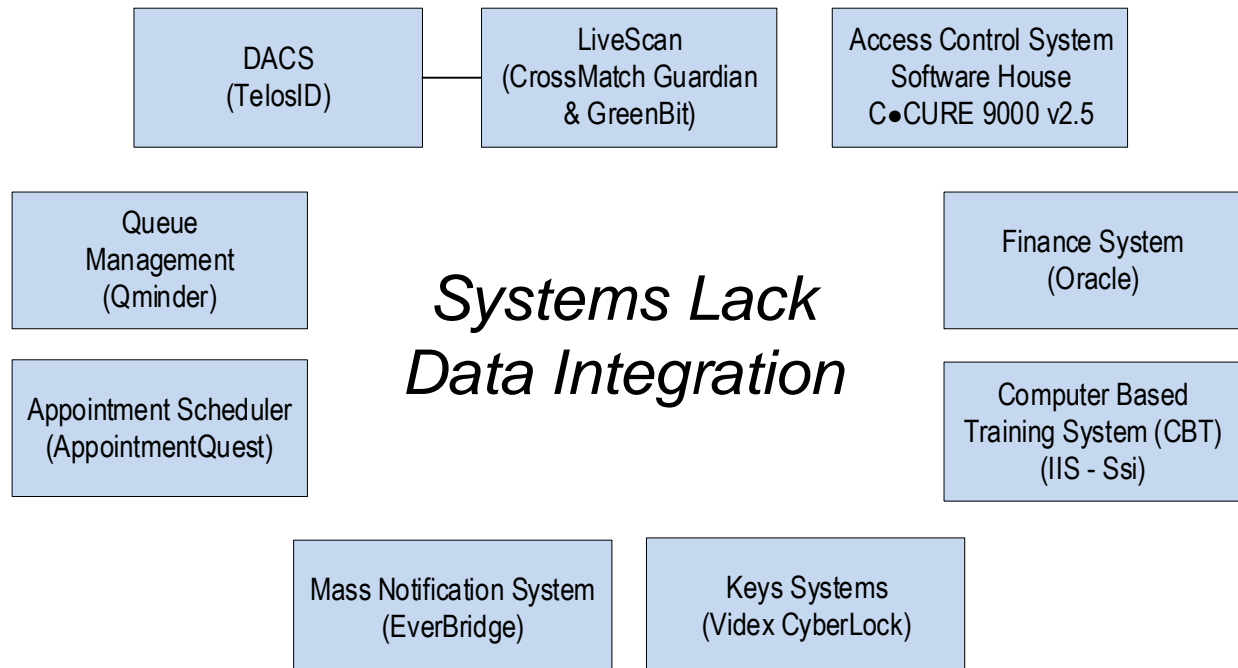 DACS
(TelosID)
LiveScan
(CrossMatch Guardian
& GreenBit)
Access Control System
Software House
C●CURE 9000 v2.5
Queue
Management
(Qminder)
Finance System
(Oracle)
Systems Lack
Data Integration
Appointment Scheduler
(AppointmentQuest)
Computer Based
Training System (CBT)
(IIS - Ssi)
Mass Notification System
(EverBridge)
Keys Systems
(Videx CyberLock)